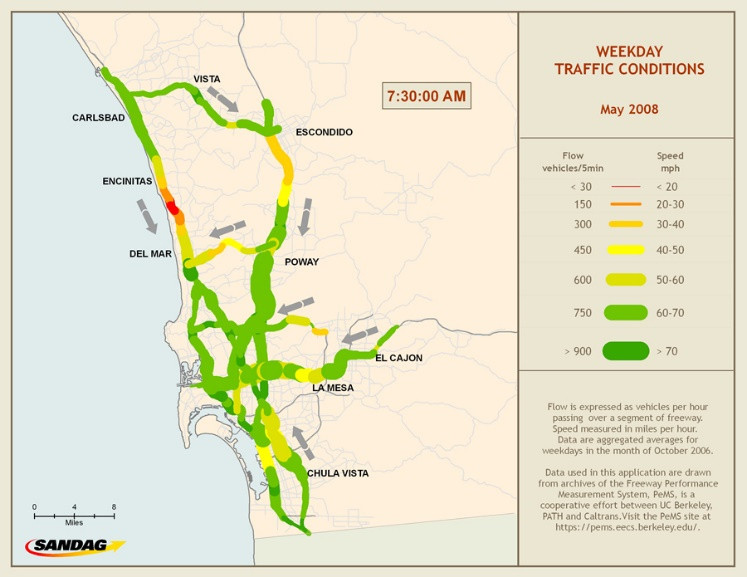 WEEKDAY
TRAFFIC CONDITIONS
May 2008
7:30:00 AM
VISTA
CARLSBAD
ESCONDIDO
ENCINITAS
DEL MAR
POWAY
EL CAJON
LA MESA
CHULA VISTA
0 4 8
Miles
SANDAG
Flow Speed
vehicles/5min mph
< 30 < 20
150 20-30
300 30-40
450 40-50
600 50-60
750 60-70
> 900 > 70
Flow is expressed as vehicles per hour
passing over a segment of freeway.
Speed measured in miles per hour.
Data are aggregated averages for
weekdays in the month of October 2006.
Data used in this application are drawn
from archives of the Freeway Performance
Measurement System, PeMS, is a
cooperative effort between UC Berkeley,
PATH and Caltrans.Visit the PeMS site at
https://pems.eecs.berkeley.edu/.